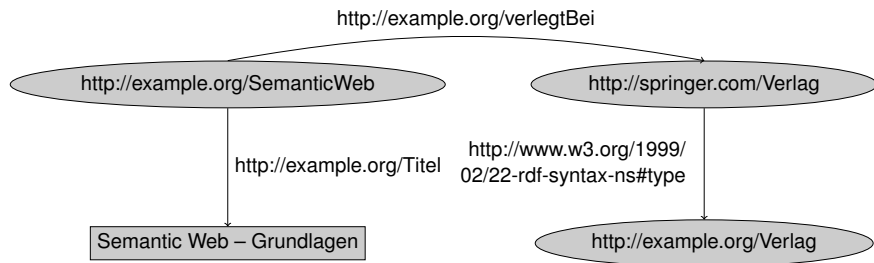 http://example.org/verlegtBei
http://example.org/SemanticWeb
http://springer.com/Verlag
http://example.org/Titel
http://www.w3.org/1999/
02/22-rdf-syntax-ns#type
Semantic Web – Grundlagen
http://example.org/Verlag